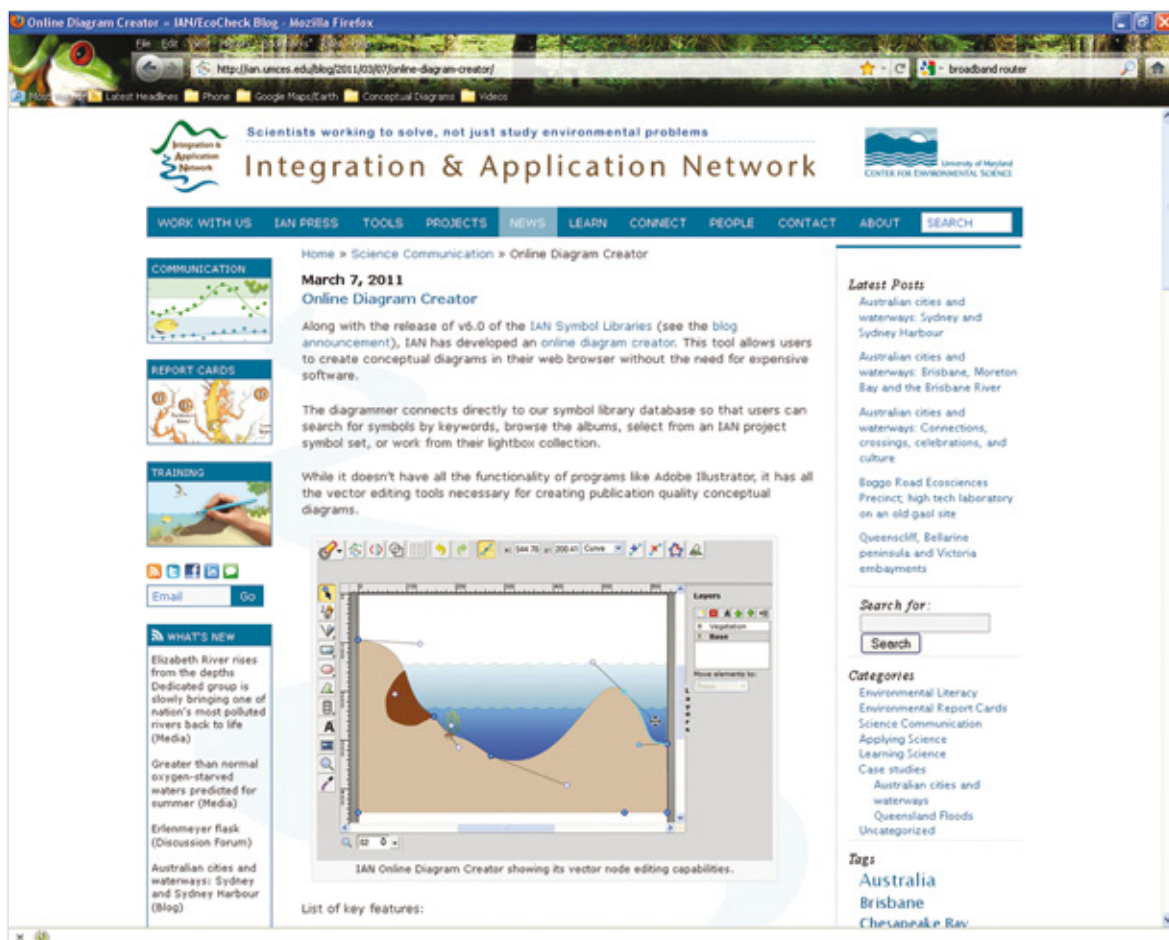 Online Diagram Creator « IAN/EcoCheck Blog - Mozilla Firefox
File Edit
http://ian.umces.edu/blog/2011/03/07/online-diagram-creator/
broadband router
Latest Headlines Phone Google Maps/Earth Conceptual Diagrams Videos
Integration &
Application
Network
Scientists working to solve, not just study environmental problems
Integration & Application Network
University of Maryland
CENTER FOR ENVIRONMENTAL SCIENCE
WORK WITH US IAN PRESS TOOLS PROJECTS NEWS LEARN CONNECT PEOPLE CONTACT ABOUT SEARCH
COMMUNICATION
REPORT CARDS
TRAINING
Email Go
WHAT'S NEW
Elizabeth River rises
from the depths
Dedicated group is
slowly bringing one of
nation's most polluted
rivers back to life
(Media)
Greater than normal
oxygen-starved
waters predicted for
summer (Media)
Erlenmeyer flask
(Discussion Forum)
Australian cities and
waterways: Sydney
and Sydney Harbour
(Blog)
Home » Science Communication » Online Diagram Creator
March 7, 2011
Online Diagram Creator
Along with the release of v6.0 of the IAN Symbol Libraries (see the blog
announcement), IAN has developed an online diagram creator. This tool allows users
to create conceptual diagrams in their web browser without the need for expensive
software.
The diagrammer connects directly to our symbol library database so that users can
search for symbols by keywords, browse the albums, select from an IAN project
symbol set, or work from their lightbox collection.
While it doesn't have all the functionality of programs like Adobe Illustrator, it has all
the vector editing tools necessary for creating publication quality conceptual
diagrams.
x: 544.78 y: 200.41 Curve
Layers
Vegetation
Base
Move elements to:
Layers
A
IAN Online Diagram Creator showing its vector node editing capabilities.
List of key features:
Latest Posts
Australian cities and
waterways: Sydney and
Sydney Harbour
Australian cities and
waterways: Brisbane, Moreton
Bay and the Brisbane River
Australian cities and
waterways: Connections,
crossings, celebrations, and
culture
Boggo Road Ecosciences
Precinct; high tech laboratory
on an old gaol site
Queenscliff, Bellarine
peninsula and Victoria
embayments
Search for:
Search
Categories
Environmental Literacy
Environmental Report Cards
Science Communication
Applying Science
Learning Science
Case studies
Australian cities and
waterways
Queensland Floods
Uncategorized
Tags
Australia
Brisbane
Chesapeake Bay